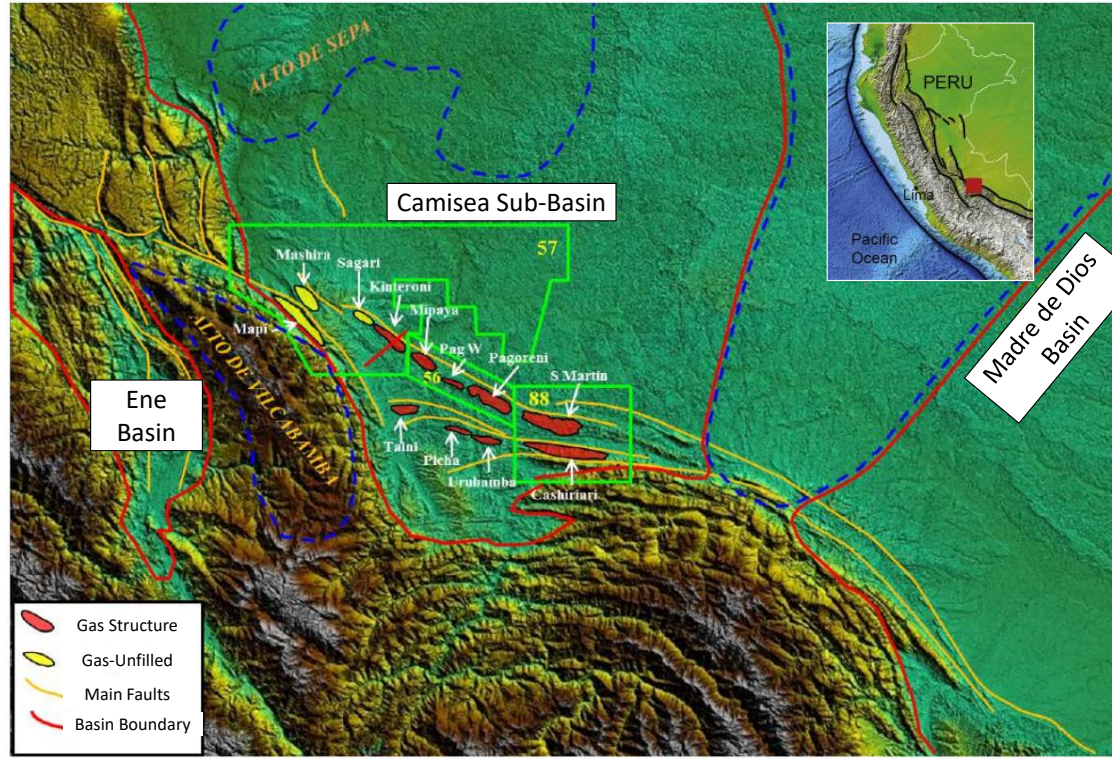 ALTO DE SEPA
PERU
Lima
Pacific
Ocean
Camisea Sub-Basin
57
Mashira
Sagari
Kinteroni
Mipaya
Mapi
Pag W
Pagoreni
56
S Martin
88
Madre de Dios
Basin
ALTO DE VILCABAMBA
Ene
Basin
Taini
Picha
Urubamba
Cashiriari
Gas Structure
Gas-Unfilled
Main Faults
Basin Boundary